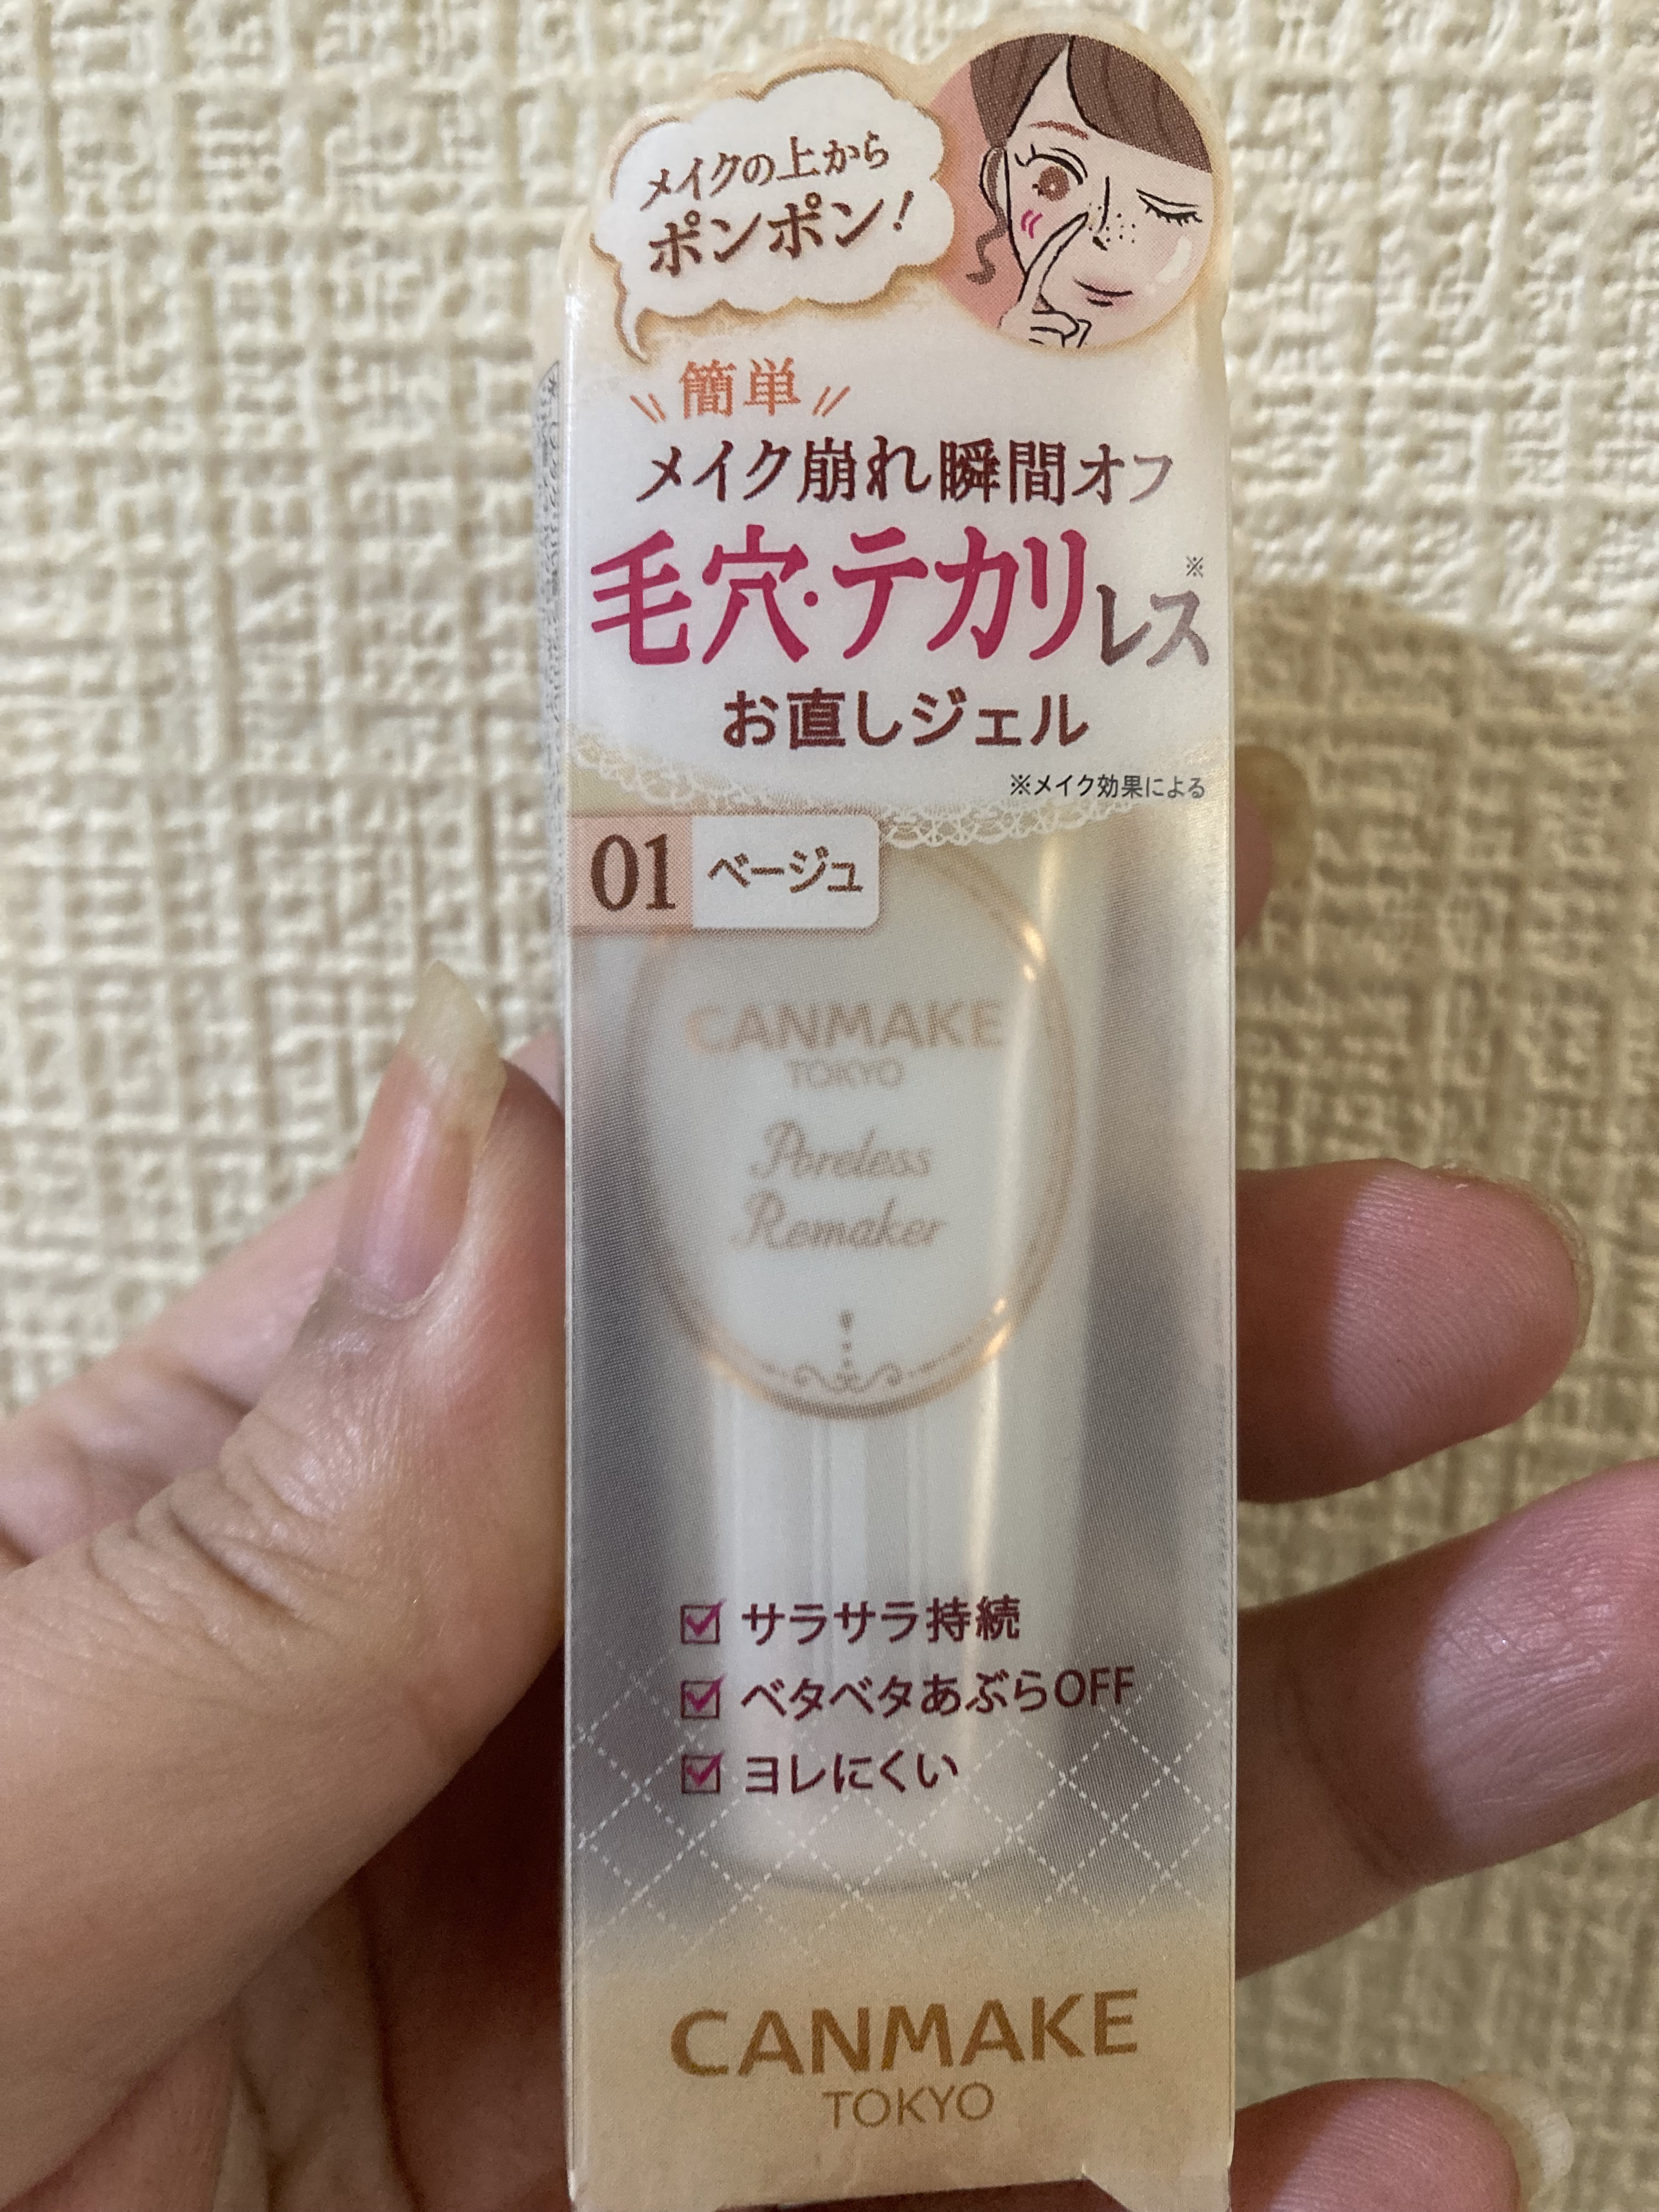 メイクの上から
ポンポン!
簡単
メイク崩れ瞬間オフ
毛穴・テカリレス※
お直しジェル
※メイク効果による
01 ベージュ
CANMAKE
TOKYO
Poreless
Remaker
サラサラ持続
ベタベタあぶらOFF
ヨレにくい
CANMAKE
TOKYO